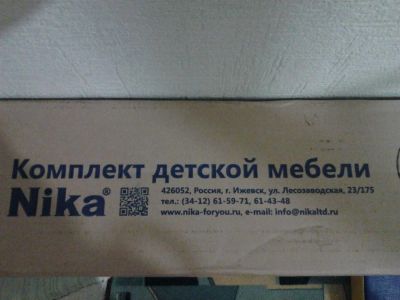 Комплект детской мебели
Nika®
426052, Россия, г. Ижевск, ул. Лесозаводская, 23/175
тел.: (34-12) 61-59-71, 61-43-48
www.nika-foryou.ru, e-mail: info@nikaltd.ru